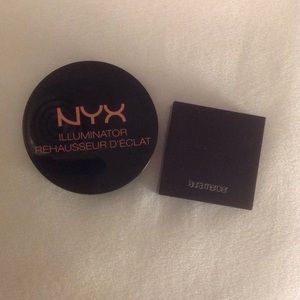 NYX
ILLUMINATOR
REHAUSSEUR D'ÉCLAT
laura mercier